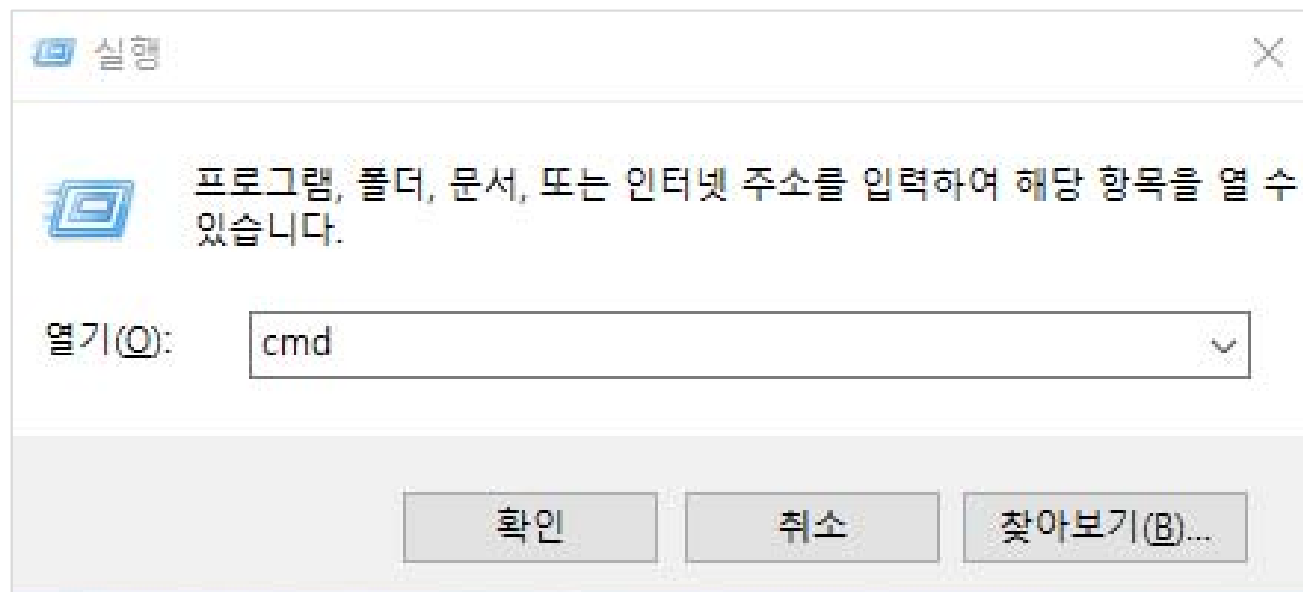 실행
프로그램, 폴더, 문서, 또는 인터넷 주소를 입력하여 해당 항목을 열 수
있습니다.
열기(O): cmd
확인 취소 찾아보기(B)...